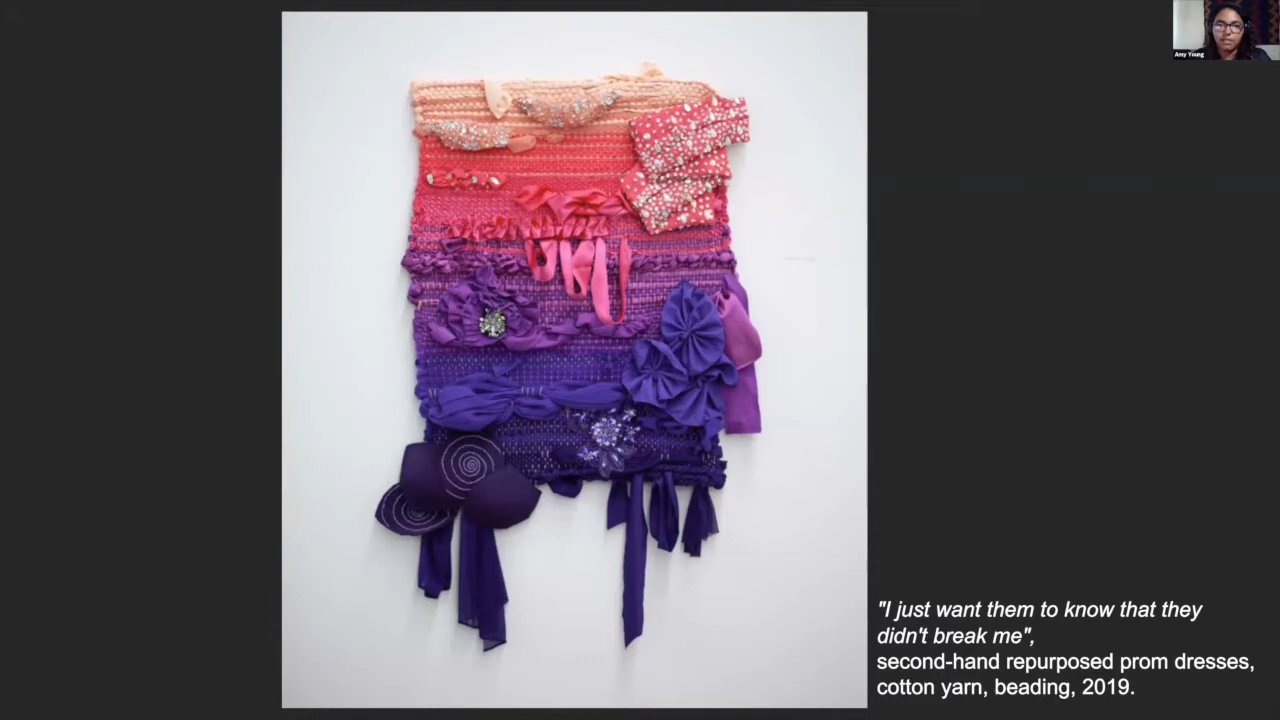 Amy Young
"I just want them to know that they
didn't break me",
second-hand repurposed prom dresses,
cotton yarn, beading, 2019.